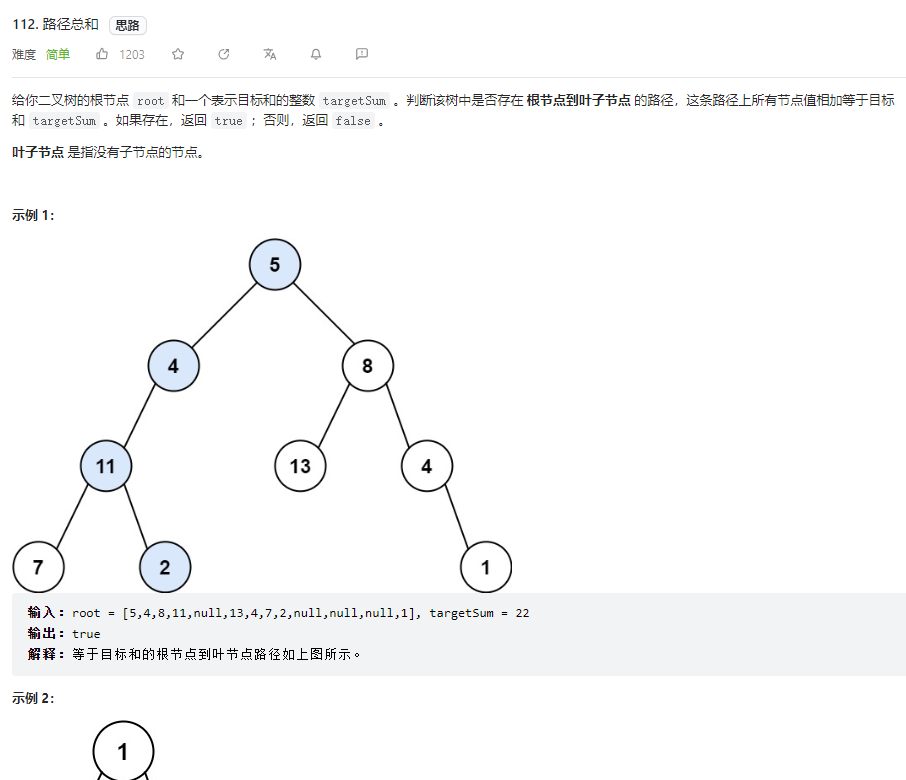 112. 路径总和 思路
难度 简单 1203
给你二叉树的根节点 root 和一个表示目标和的整数 targetSum 。判断该树中是否存在 根节点到叶子节点 的路径，这条路径上所有节点值相加等于目标
和 targetSum 。如果存在，返回 true ；否则，返回 false 。
叶子节点 是指没有子节点的节点。
示例 1：
5
4 8
11 13 4
7 2 1
输入：root = [5,4,8,11,null,13,4,7,2,null,null,null,1], targetSum = 22
输出：true
解释：等于目标和的根节点到叶节点路径如上图所示。
示例 2：
1